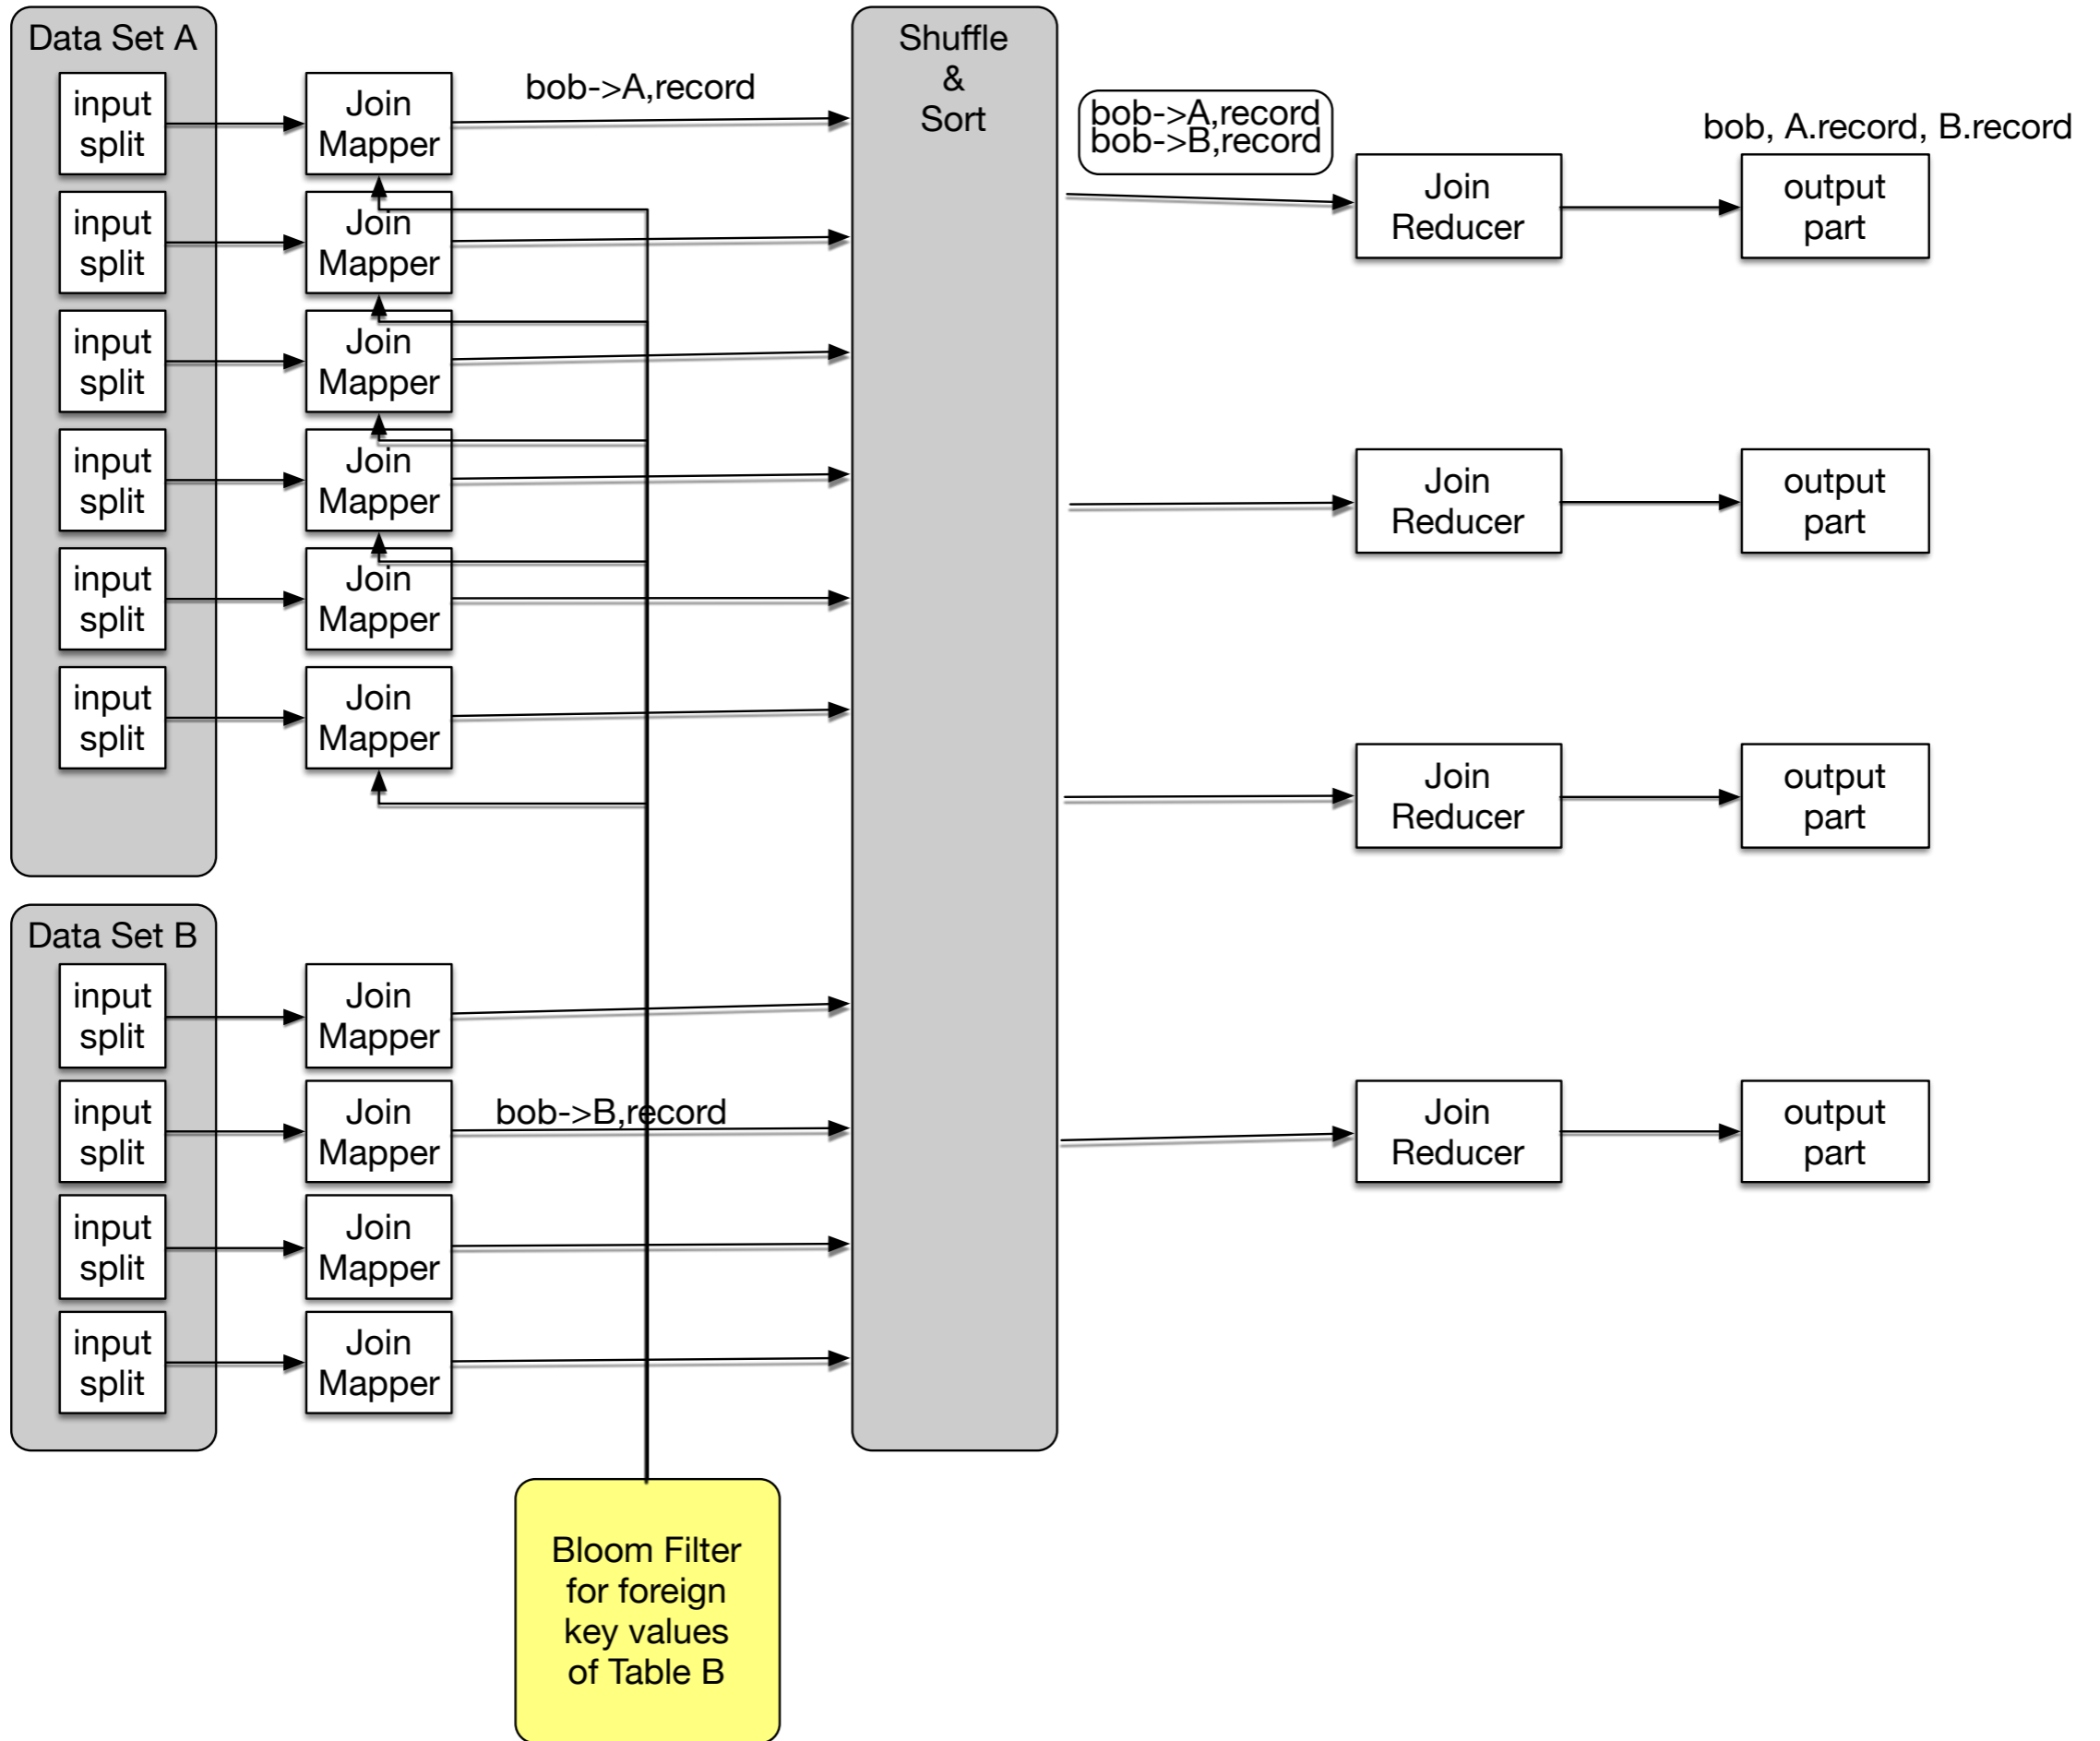 Data Set A
input
split
Join
Mapper
bob->A,record
input
split
Join
Mapper
input
split
Join
Mapper
input
split
Join
Mapper
input
split
Join
Mapper
input
split
Join
Mapper
Data Set B
input
split
Join
Mapper
input
split
Join
Mapper
bob->B,record
input
split
Join
Mapper
input
split
Join
Mapper
Bloom Filter
for foreign
key values
of Table B
Shuffle
&
Sort
bob->A,record
bob->B,record
Join
Reducer
bob, A.record, B.record
output
part
Join
Reducer
output
part
Join
Reducer
output
part
Join
Reducer
output
part